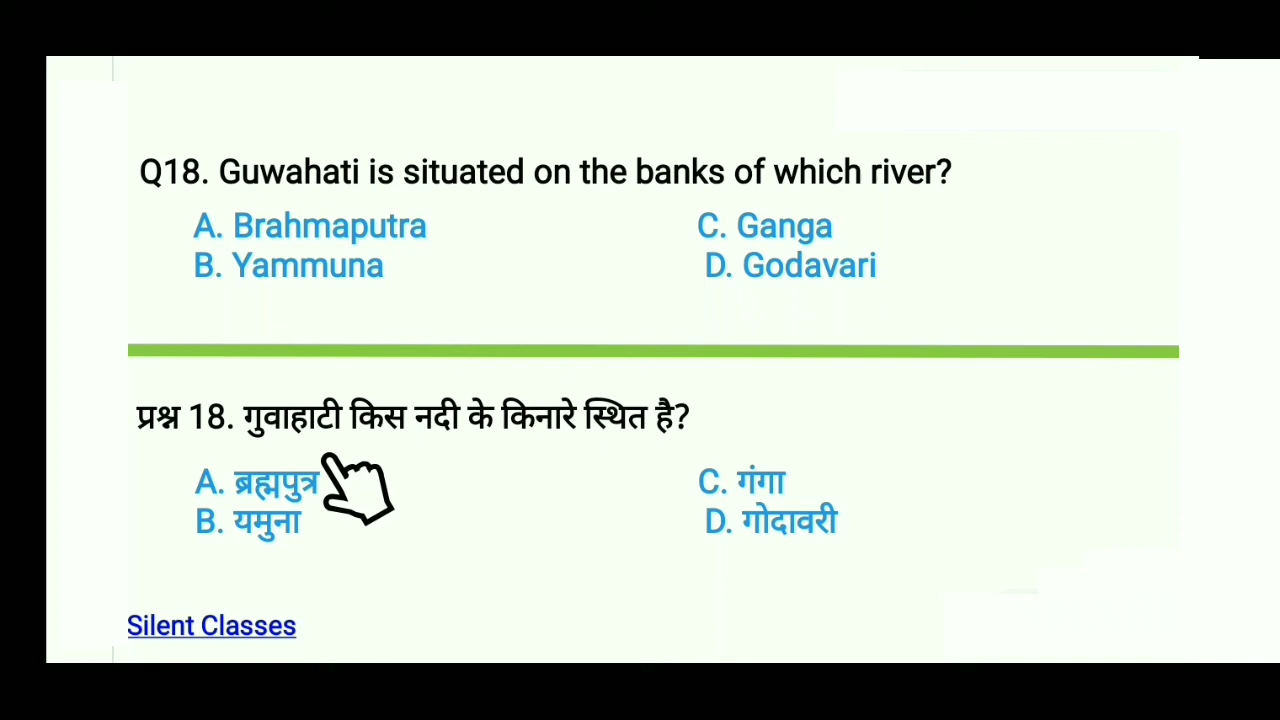 Q18. Guwahati is situated on the banks of which river?
A. Brahmaputra C. Ganga
B. Yammuna D. Godavari
प्रश्न 18. गुवाहाटी किस नदी के किनारे स्थित है?
A. ब्रह्मपुत्र C. गंगा
B. यमुना D. गोदावरी
Silent Classes